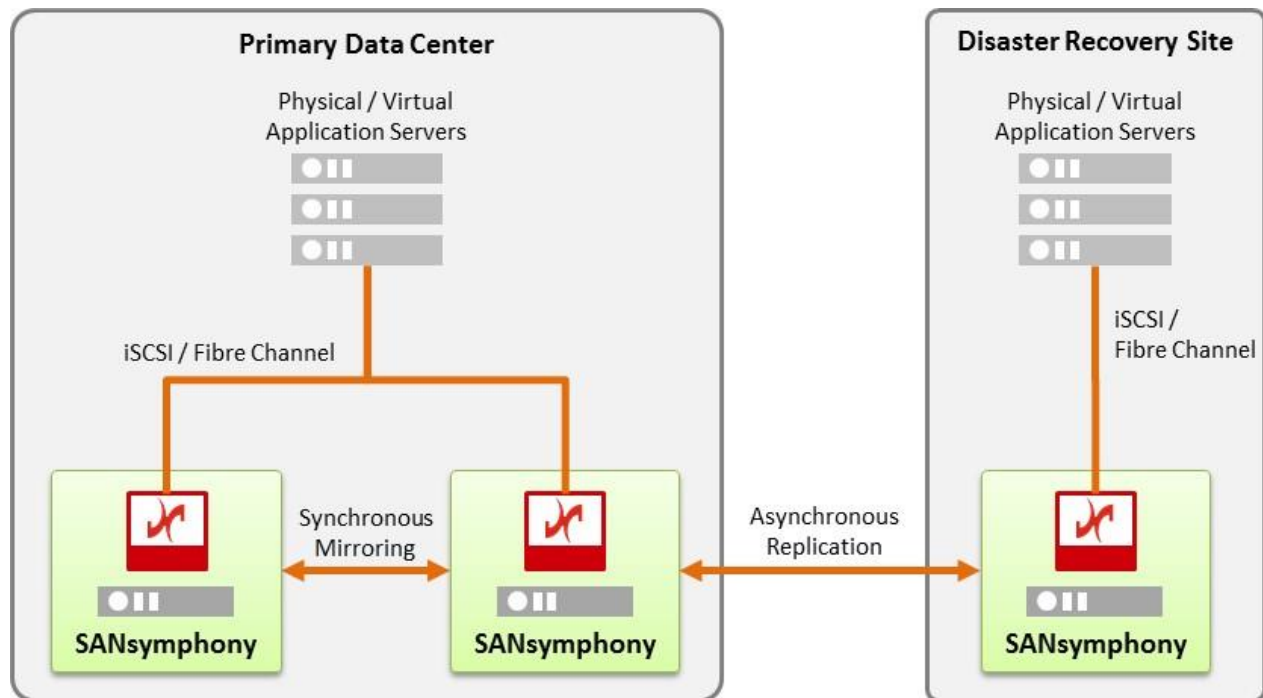 Primary Data Center
Physical / Virtual
Application Servers
iSCSI / Fibre Channel
SANsymphony
Synchronous
Mirroring
SANsymphony
Asynchronous
Replication
Disaster Recovery Site
Physical / Virtual
Application Servers
iSCSI /
Fibre Channel
SANsymphony